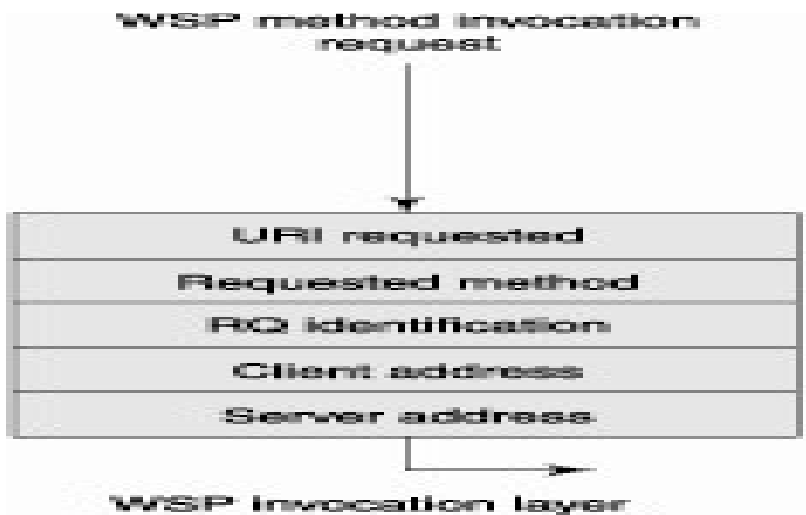 WSP method invocation
request
URI requested
Requested method
RQ identification
Client address
Server address
WSP invocation layer